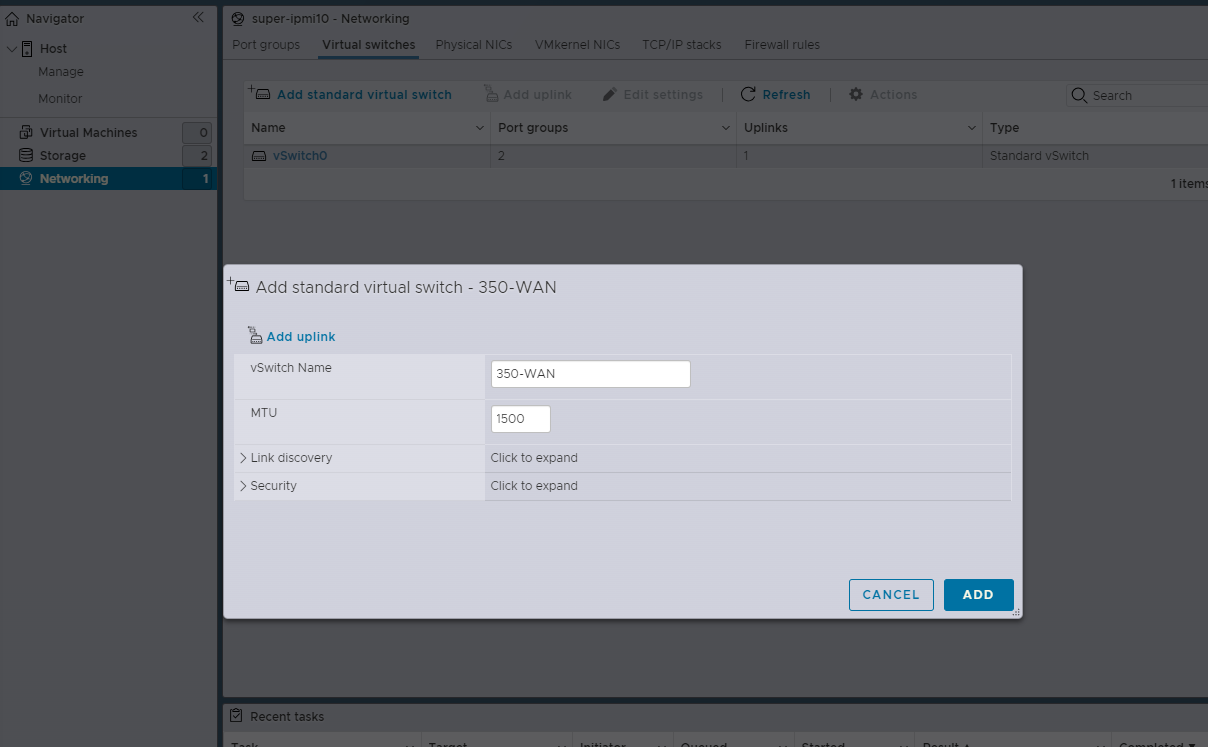 Navigator
super-ipmi10 - Networking
Host
Port groups Virtual switches Physical NICs VMkernel NICs TCP/IP stacks Firewall rules
Manage
Monitor
Add standard virtual switch Add uplink Edit settings Refresh Actions Search
Name Port groups Uplinks Type
Virtual Machines 0
Storage 2
vSwitch0 2 1 Standard vSwitch
Networking 1
1 items
Add standard virtual switch - 350-WAN
Add uplink
vSwitch Name 350-WAN
MTU 1500
Link discovery Click to expand
Security Click to expand
CANCEL ADD
Recent tasks
Task Target Initiator Queued Started Result Completed